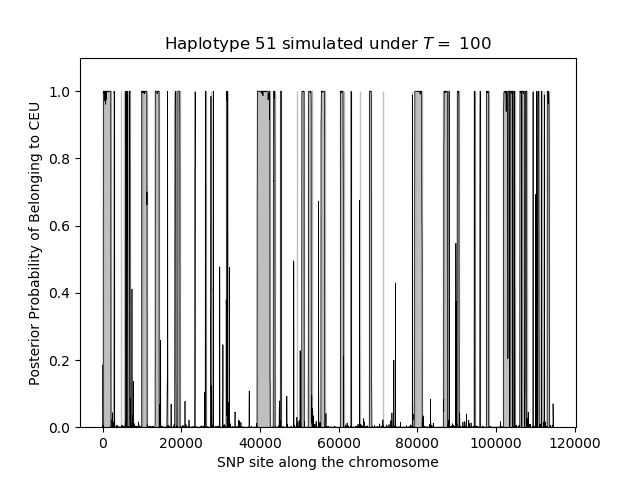 Haplotype 51 simulated under T = 100
1.0
0.8
0.6
0.4
0.2
0.0
Posterior Probability of Belonging to CEU
0 20000 40000 60000 80000 100000 120000
SNP site along the chromosome